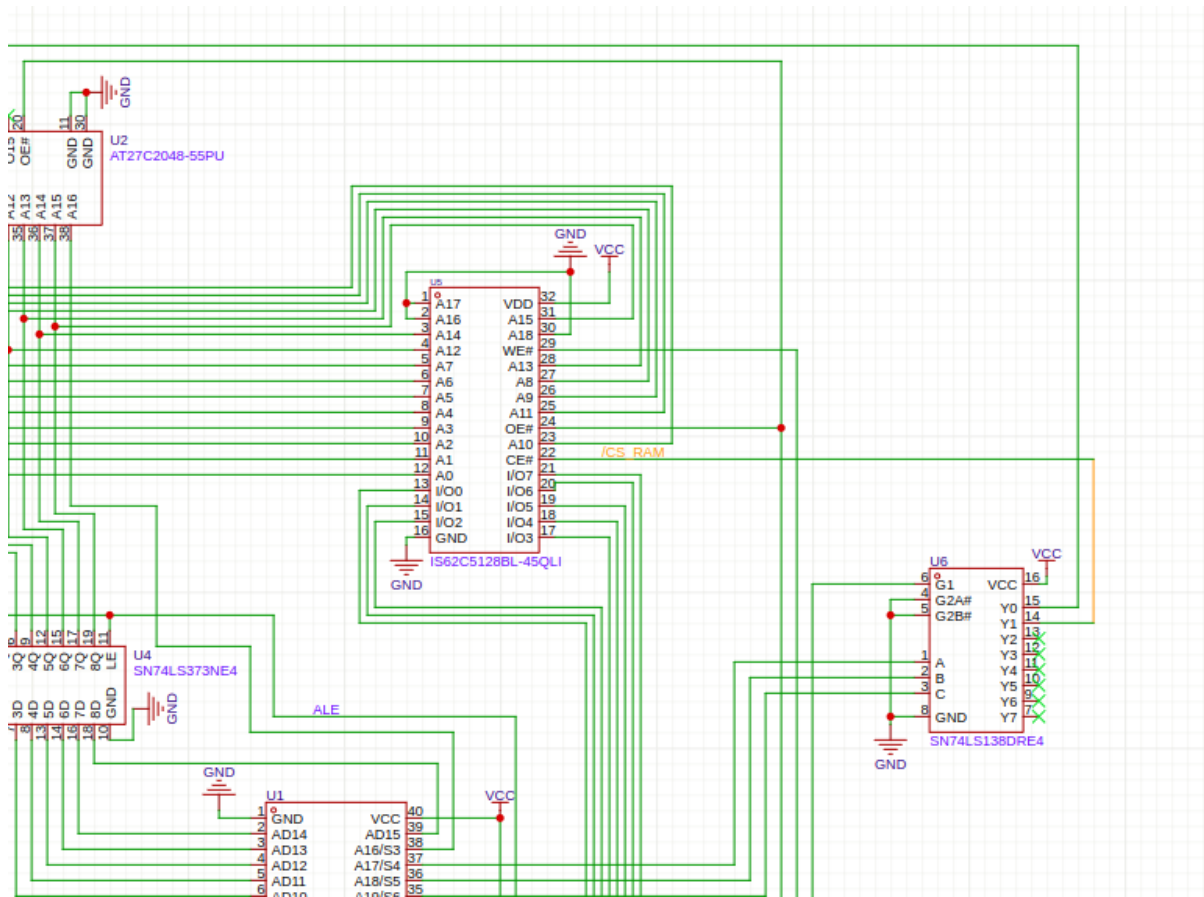 GND
20 11 30
OE# GND GND
U2
AT27C2048-55PU
A12 A13 A14 A15 A16
35 36 37 38
GND
VCC
U5
1 A17 VDD 32
2 A16 A15 31
3 A14 A18 30
4 A12 WE# 29
5 A7 A13 28
6 A6 A8 27
7 A5 A9 26
8 A4 A11 25
9 A3 OE# 24
10 A2 A10 23
11 A1 CE# 22
12 A0 I/O7 21
13 I/O0 I/O6 20
14 I/O1 I/O5 19
15 I/O2 I/O4 18
16 GND I/O3 17
/CS_RAM
IS62C5128BL-45QLI
GND
VCC
U6
6 G1 VCC 16
4 G2A# Y0 15
5 G2B# Y1 14
Y2 13
Y3 12
1 A Y4 11
2 B Y5 10
3 C Y6 9
8 GND Y7 7
SN74LS138DRE4
GND
9 12 15 17 19 11
3Q 4Q 5Q 6Q 7Q 8Q LE
U4
SN74LS373NE4
3D 4D 5D 6D 7D 8D GND
8 13 14 16 18 10
GND
ALE
GND
VCC
U1
1 GND VCC 40
2 AD14 AD15 39
3 AD13 A16/S3 38
4 AD12 A17/S4 37
5 AD11 A18/S5 36
6 AD10 A19/S6 35